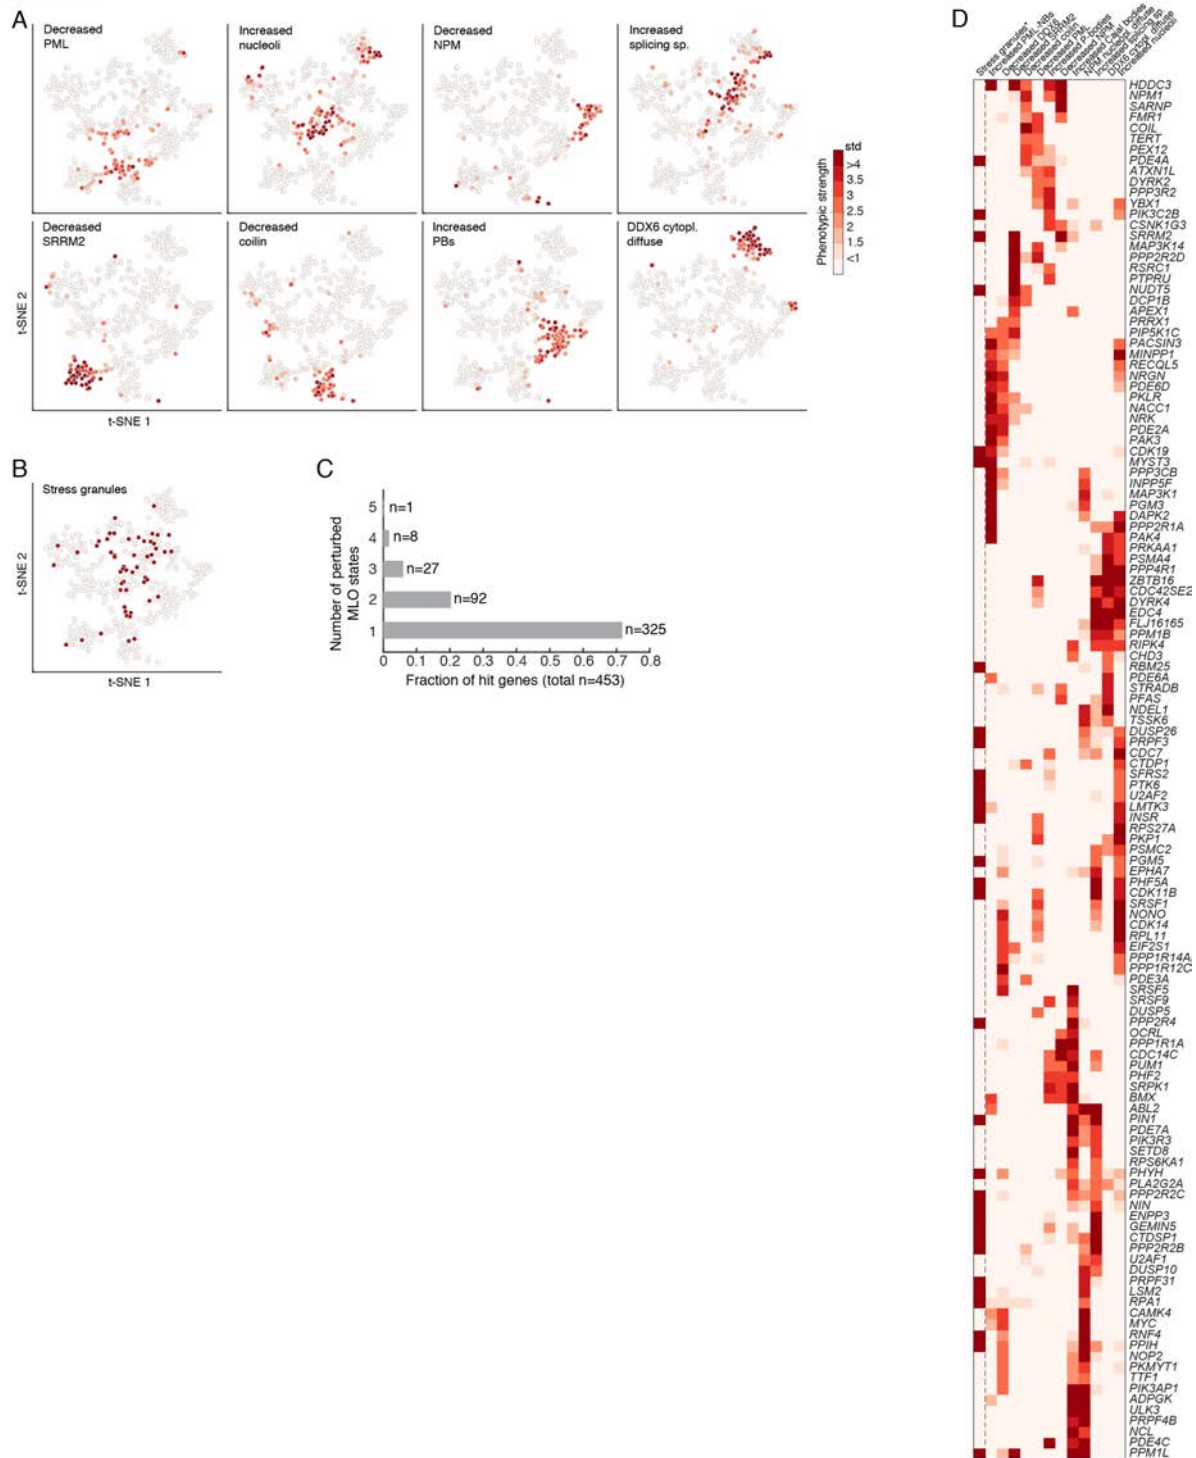 A
Decreased
PML
Increased
nucleoli
Decreased
NPM
Increased
splicing sp.
Decreased
SRRM2
Decreased
coilin
Increased
PBs
DDX6 cytopl.
diffuse
t-SNE 2
t-SNE 1
Phenotypic strength
std
>4
3.5
3
2.5
2
1.5
<1
B
Stress granules
t-SNE 2
t-SNE 1
C
Number of perturbed
MLO states
5
4
3
2
1
n=1
n=8
n=27
n=92
n=325
0
0.1
0.2
0.3
0.4
0.5
0.6
0.7
0.8
Fraction of hit genes (total n=453)
D
Stress granules*
Increased PML-NBs
HDDC3
NPM1
SARNP
FMR1
COIL
TERT
PEX12
PDE4A
ATXN1L
DYRK2
PPP3R2
YBX1
PIK3C2B
CSNK1G3
SRRM2
MAP3K14
PPP2R2D
RSRC1
PTPRU
NUDT5
DCP1B
APEX1
PRRX1
PIP5K1C
PACSIN3
MINPP1
RECQL5
NRGN
PDE6D
PKLR
NACC1
NRK
PDE2A
PAK3
CDK19
MYST3
PPP3CB
INPP5F
MAP3K1
PGM3
DAPK2
PPP2R1A
PAK4
PRKAA1
PSMA4
PPP4R1
ZBTB16
CDC42SE2
DYRK4
EDC4
FLJ16165
PPM1B
RIPK4
CHD3
RBM25
PDE6A
STRADB
PFAS
NDEL1
TSSK6
DUSP26
PRPF3
CDC7
CTDP1
SFRS2
PTK6
U2AF2
LMTK3
INSR
RPS27A
PKP1
PSMC2
PGM5
EPHA7
PHF5A
CDK11B
SRSF1
NONO
CDK14
RPL11
EIF2S1
PPP1R14A
PPP1R12C
PDE3A
SRSF5
SRSF9
DUSP5
PPP2R4
OCRL
PPP1R1A
CDC14C
PUM1
PHF2
SRPK1
BMX
ABL2
PIN1
PDE7A
PIK3R3
SETD8
RPS6KA1
PHYH
PLA2G2A
PPP2R2C
NIN
ENPP3
GEMIN5
CTDSP1
PPP2R2B
U2AF1
DUSP10
PRPF31
LSM2
RPA1
CAMK4
MYC
RNF4
PPIH
NOP2
PKMYT1
TTF1
PIK3AP1
ADPGK
ULK3
PRPF4B
NCL
PDE4C
PPM1L